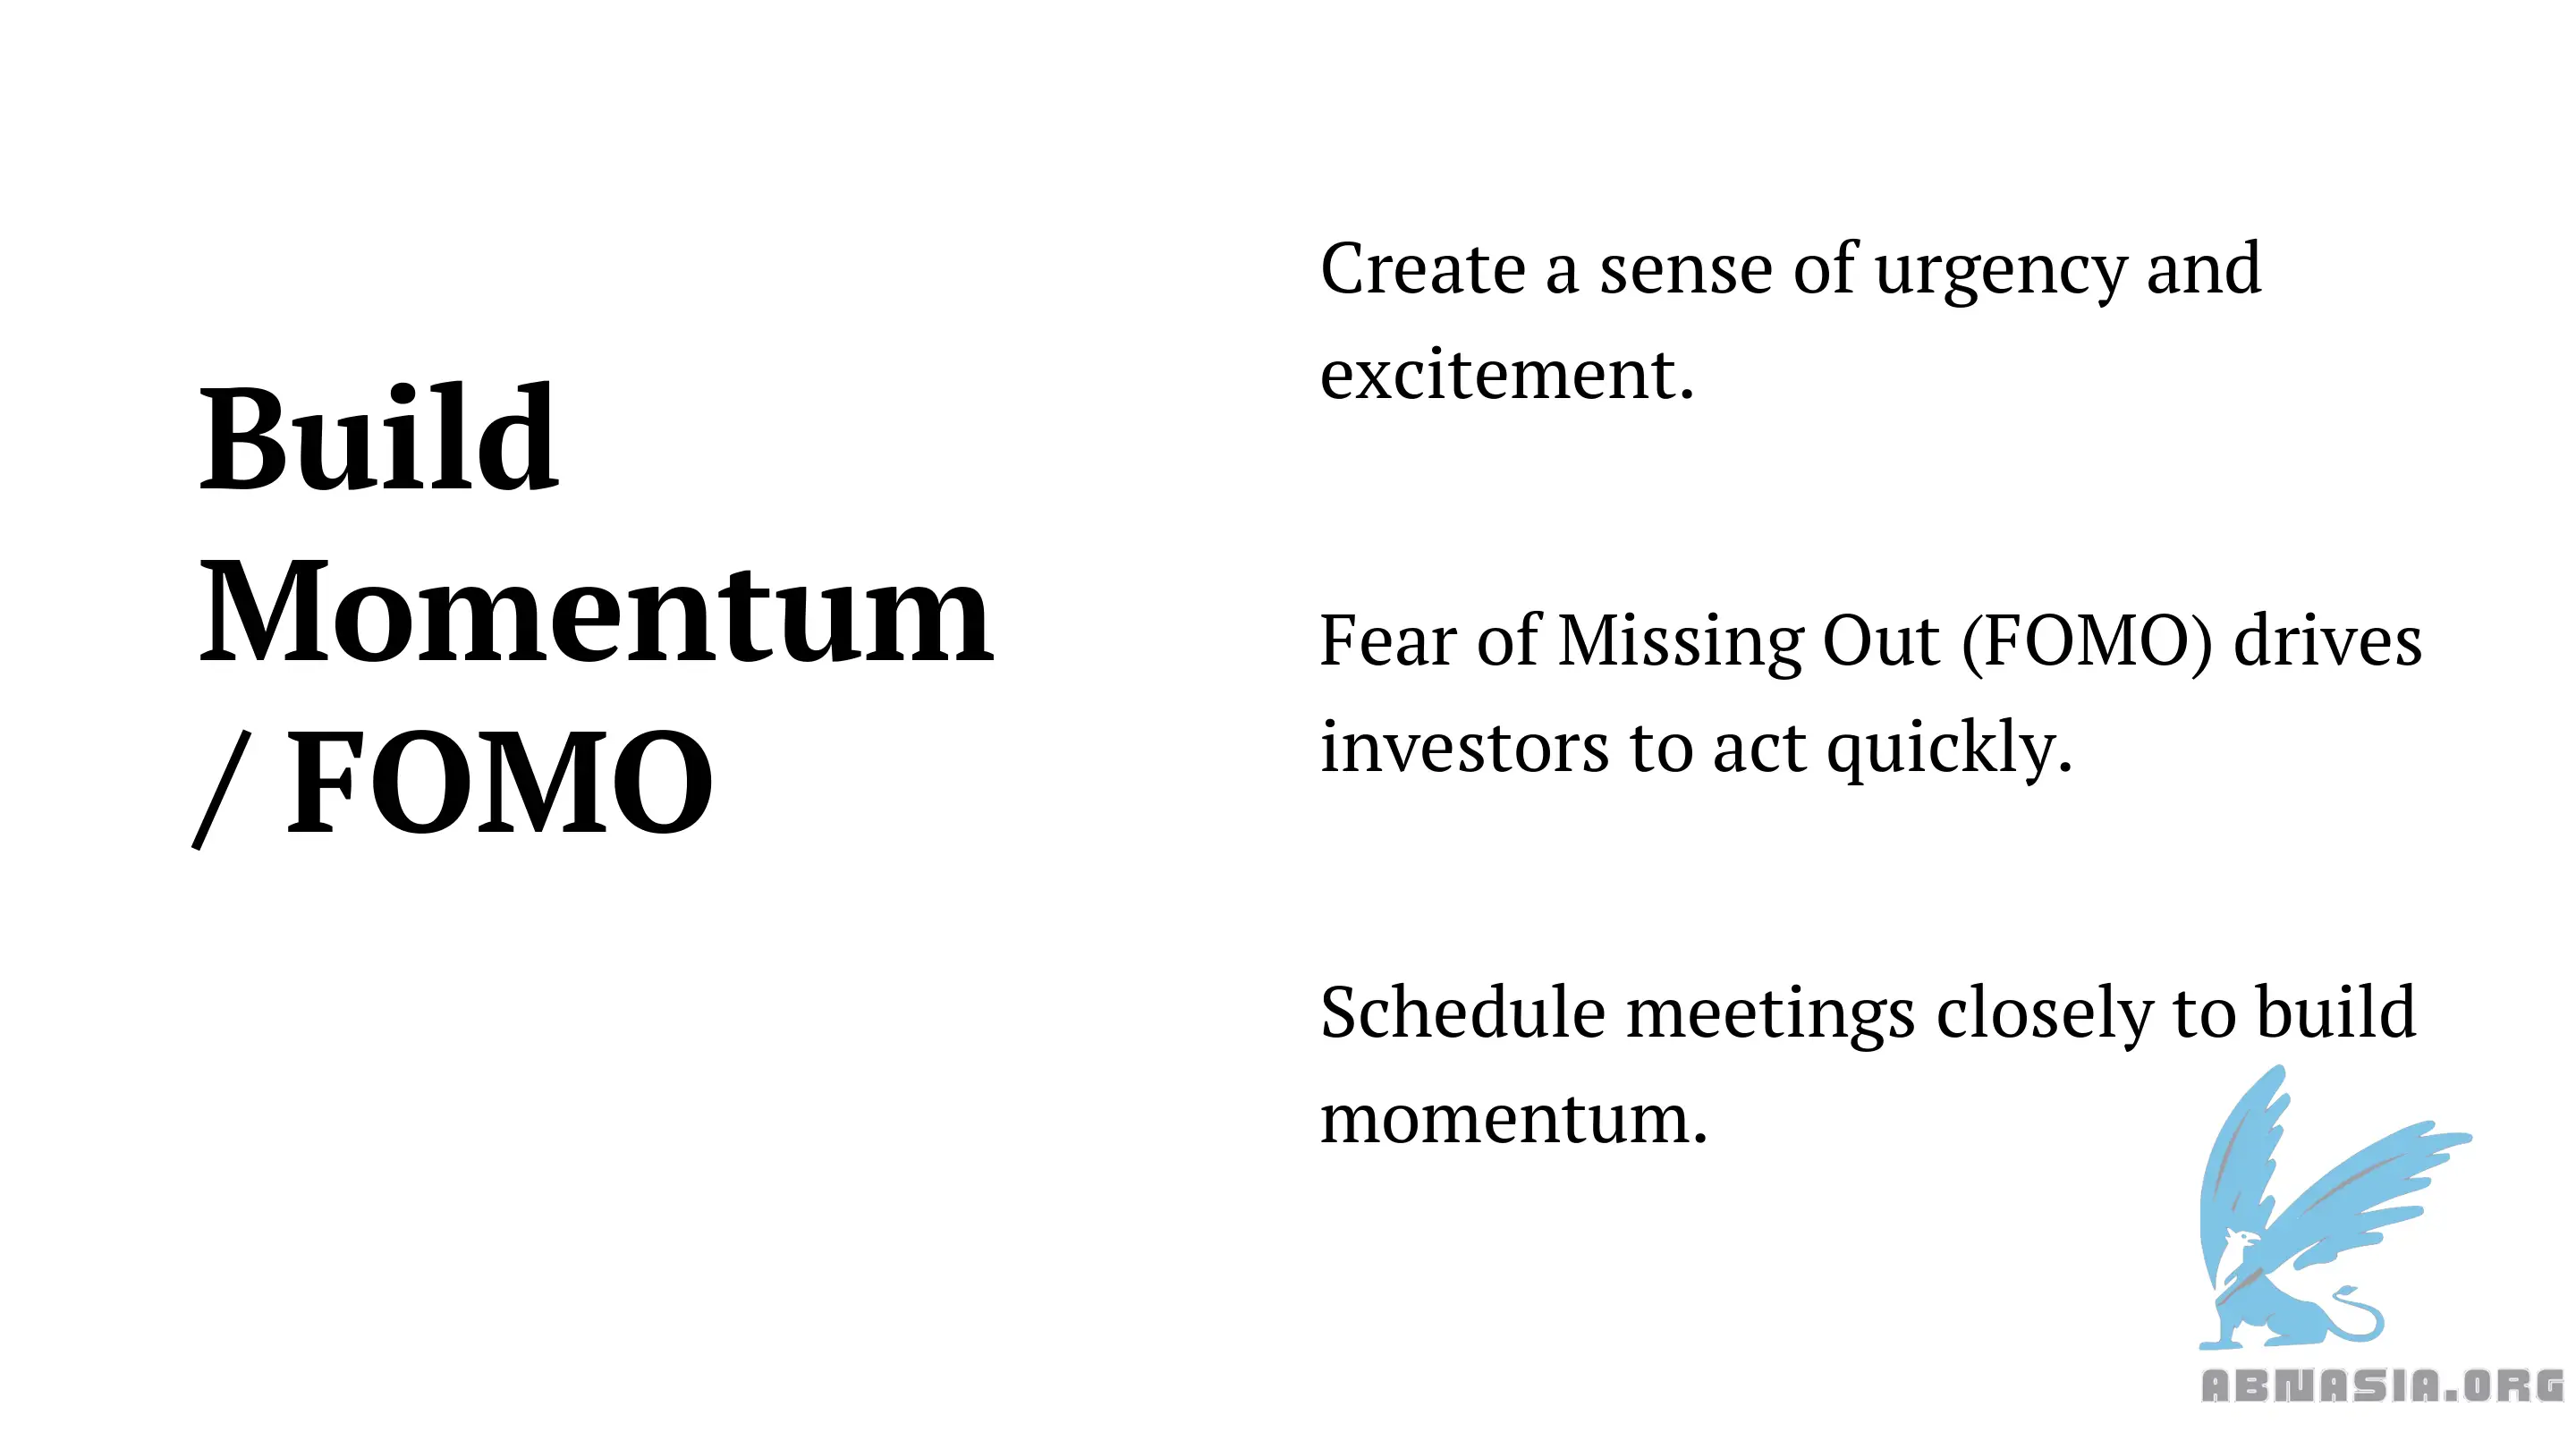 Build
Momentum
/ FOMO
Create a sense of urgency and
excitement.
Fear of Missing Out (FOMO) drives
investors to act quickly.
Schedule meetings closely to build
momentum.
ABNASIA.ORG